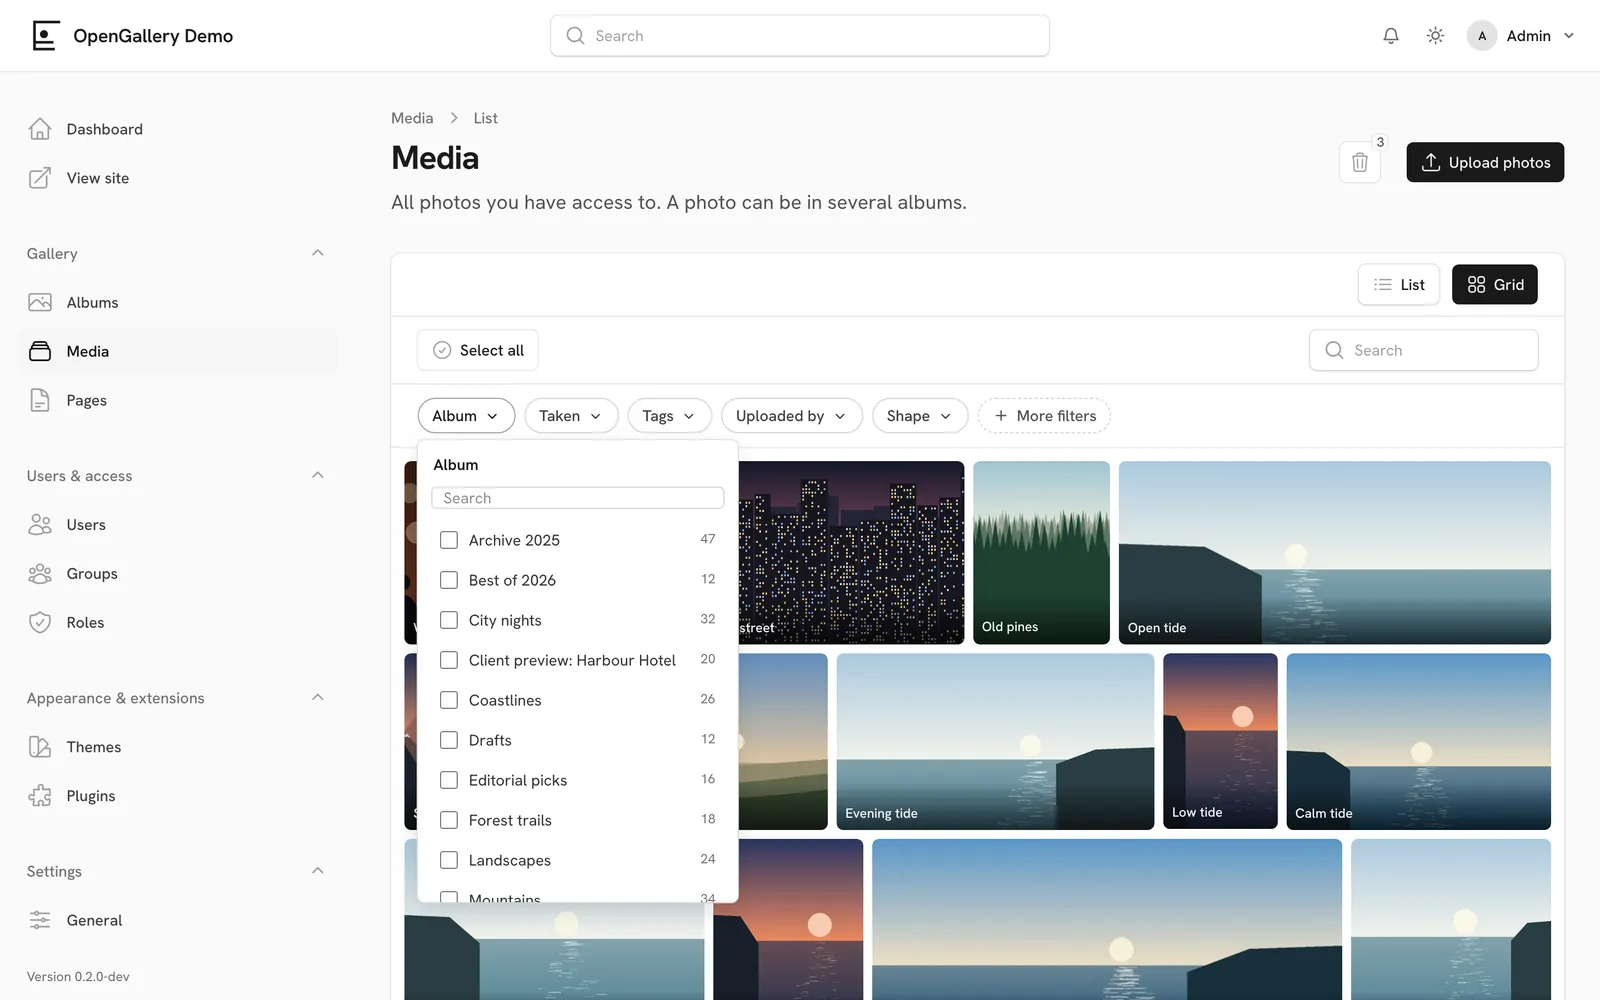 OpenGallery Demo
Search
A
Admin
Dashboard
View site
Gallery
Albums
Media
Pages
Users & access
Users
Groups
Roles
Appearance & extensions
Themes
Plugins
Settings
General
Version 0.2.0-dev
Media > List
Media
All photos you have access to. A photo can be in several albums.
3
Upload photos
List
Grid
Select all
Search
Album
Taken
Tags
Uploaded by
Shape
+ More filters
Album
Search
Archive 2025 47
Best of 2026 12
City nights 32
Client preview: Harbour Hotel 20
Coastlines 26
Drafts 12
Editorial picks 16
Forest trails 18
Landscapes 24
Mountains 34
street
Old pines
Open tide
Evening tide
Low tide
Calm tide